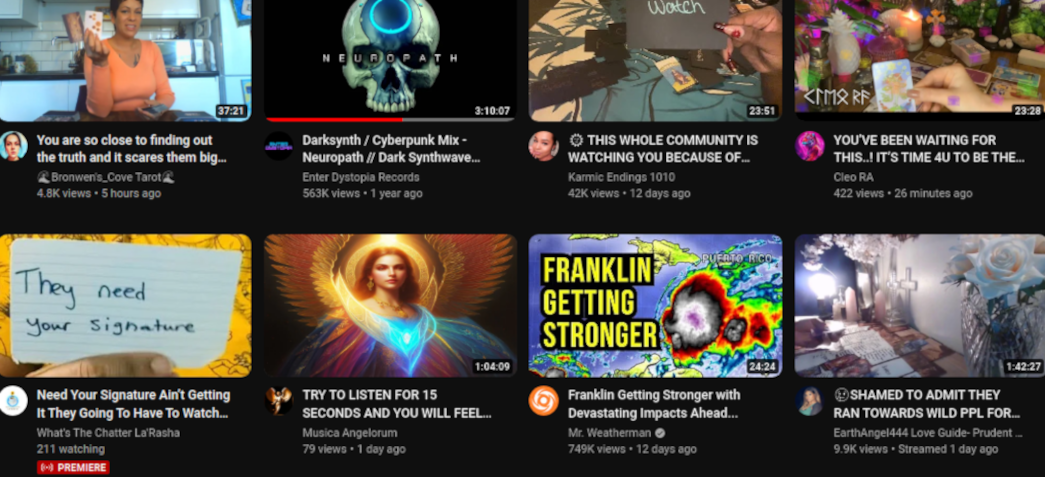 37:21
NEUROPATH
3:10:07
Watch
23:51
CLEO RA
23:28
You are so close to finding out
the truth and it scares them big...
🌊Bronwen's_Cove Tarot🌊
4.8K views • 5 hours ago
Darksynth / Cyberpunk Mix -
Neuropath // Dark Synthwave...
Enter Dystopia Records
563K views • 1 year ago
THIS WHOLE COMMUNITY IS
WATCHING YOU BECAUSE OF...
Karmic Endings 1010
42K views • 12 days ago
YOU'VE BEEN WAITING FOR
THIS..! IT'S TIME 4U TO BE THE...
Cleo RA
422 views • 26 minutes ago
They need
your signature
1:04:09
FRANKLIN
GETTING
STRONGER
PUERTO RICO
24:24
1:42:27
Need Your Signature Ain't Getting
It They Going To Have To Watch...
What's The Chatter La'Rasha
211 watching
PREMIERE
TRY TO LISTEN FOR 15
SECONDS AND YOU WILL FEEL...
Musica Angelorum
79 views • 1 day ago
Franklin Getting Stronger with
Devastating Impacts Ahead...
Mr. Weatherman
749K views • 12 days ago
SHAMED TO ADMIT THEY
RAN TOWARDS WILD PPL FOR...
EarthAngel444 Love Guide- Prudent ...
9.9K views • Streamed 1 day ago